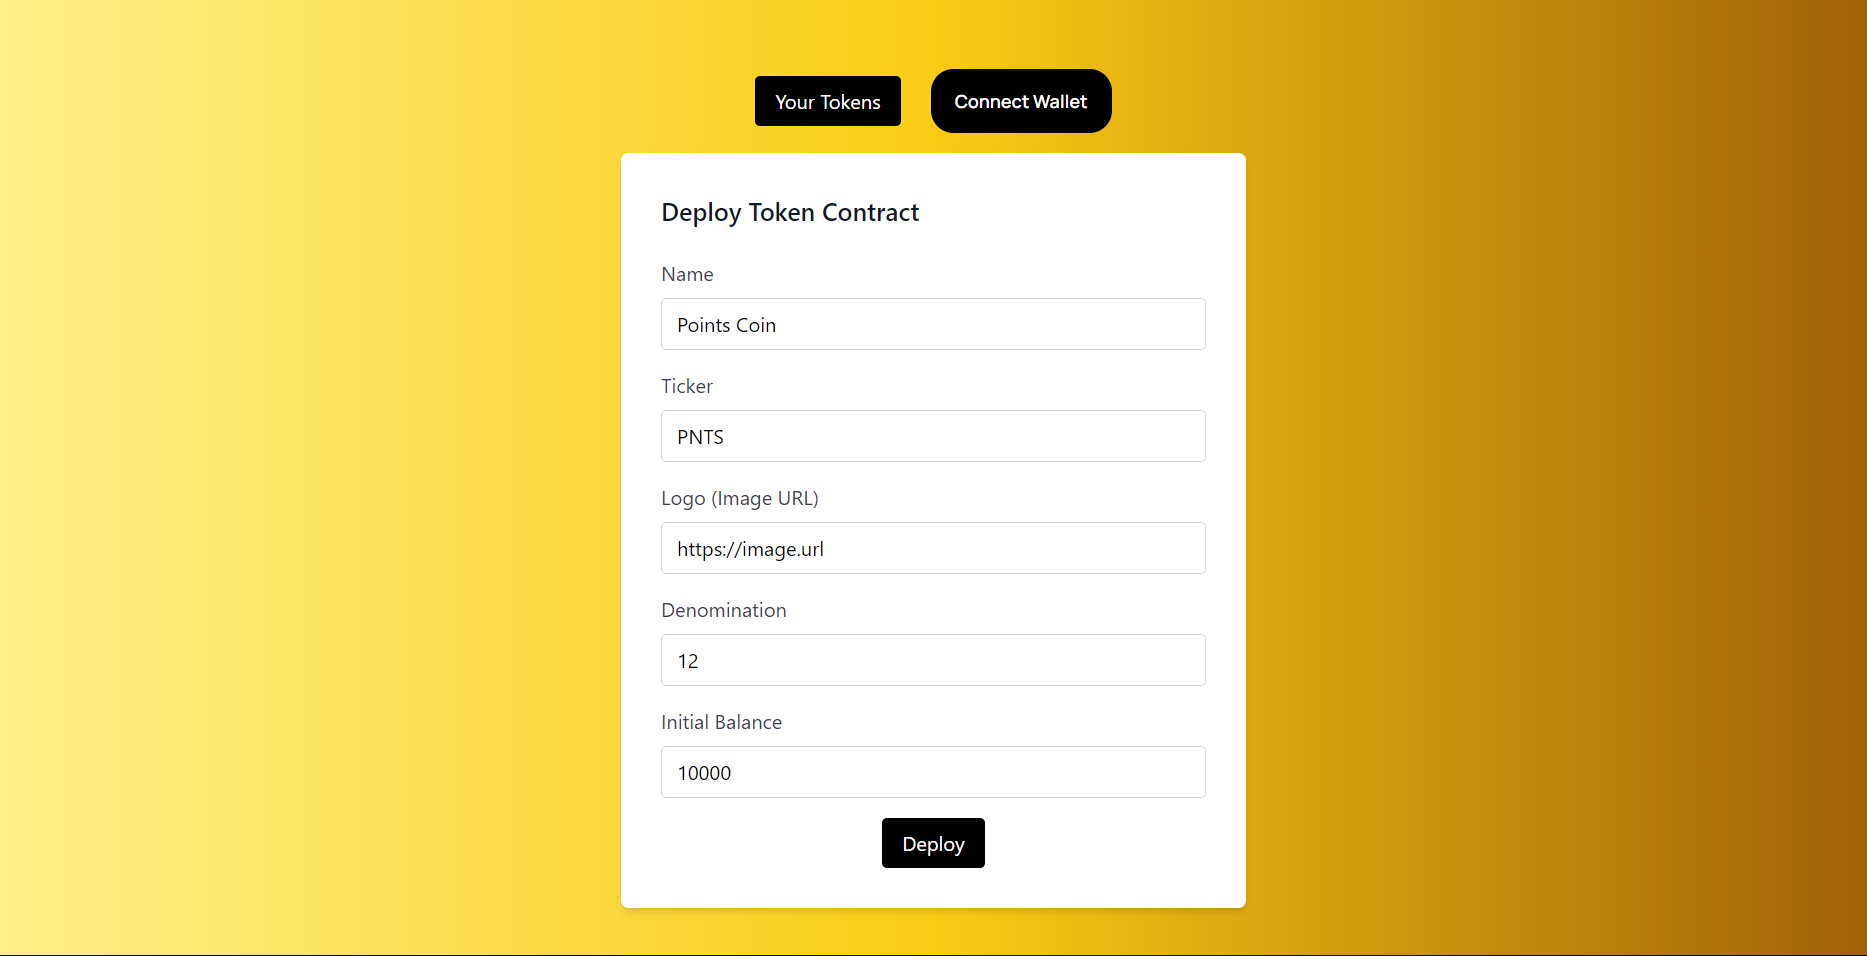 Your Tokens
Connect Wallet
Deploy Token Contract
Name
Points Coin
Ticker
PNTS
Logo (Image URL)
https://image.url
Denomination
12
Initial Balance
10000
Deploy